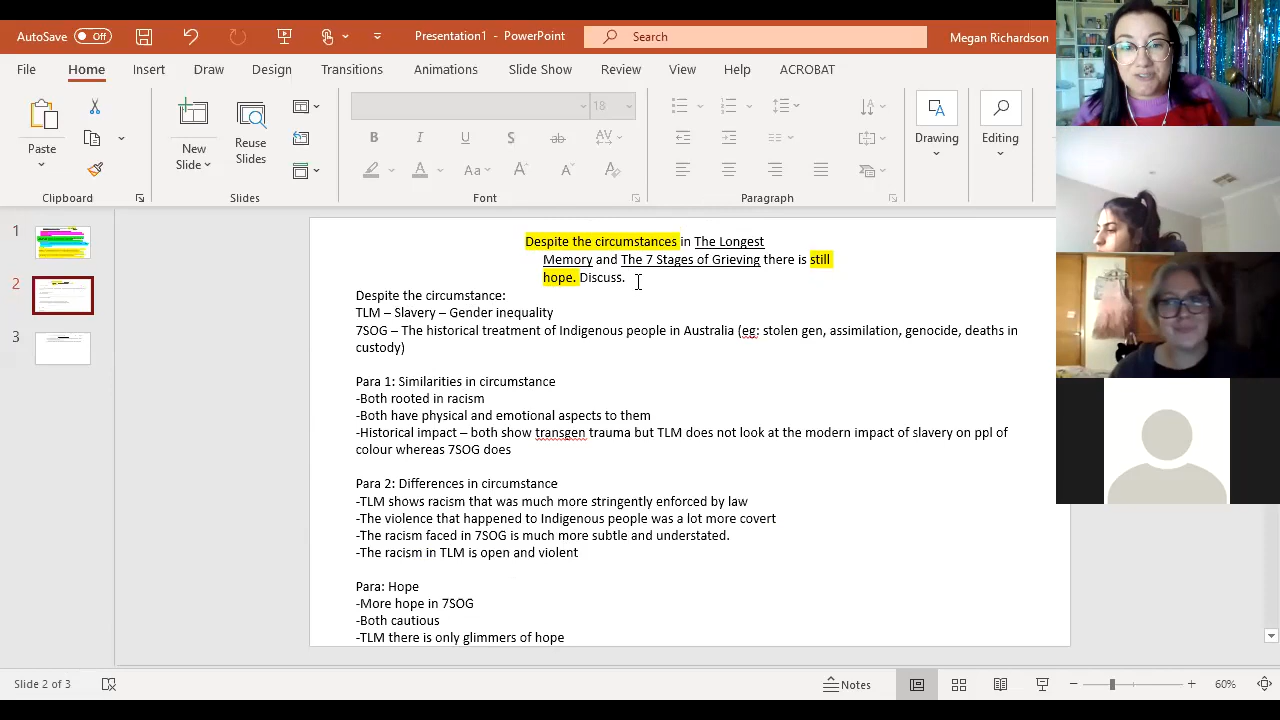 AutoSave Off Presentation1 - PowerPoint Search Megan Richardson
File Home Insert Draw Design Transitions Animations Slide Show Review View Help ACROBAT
18
Paste New Slide Reuse Slides B I U S ab AV Aa A A Drawing Editing
Clipboard Slides Font Paragraph
1
2
3
Despite the circumstances in The Longest
Memory and The 7 Stages of Grieving there is still
hope. Discuss.
Despite the circumstance:
TLM – Slavery – Gender inequality
7SOG – The historical treatment of Indigenous people in Australia (eg: stolen gen, assimilation, genocide, deaths in
custody)
Para 1: Similarities in circumstance
-Both rooted in racism
-Both have physical and emotional aspects to them
-Historical impact – both show transgen trauma but TLM does not look at the modern impact of slavery on ppl of
colour whereas 7SOG does
Para 2: Differences in circumstance
-TLM shows racism that was much more stringently enforced by law
-The violence that happened to Indigenous people was a lot more covert
-The racism faced in 7SOG is much more subtle and understated.
-The racism in TLM is open and violent
Para: Hope
-More hope in 7SOG
-Both cautious
-TLM there is only glimmers of hope
Slide 2 of 3 Notes 60%